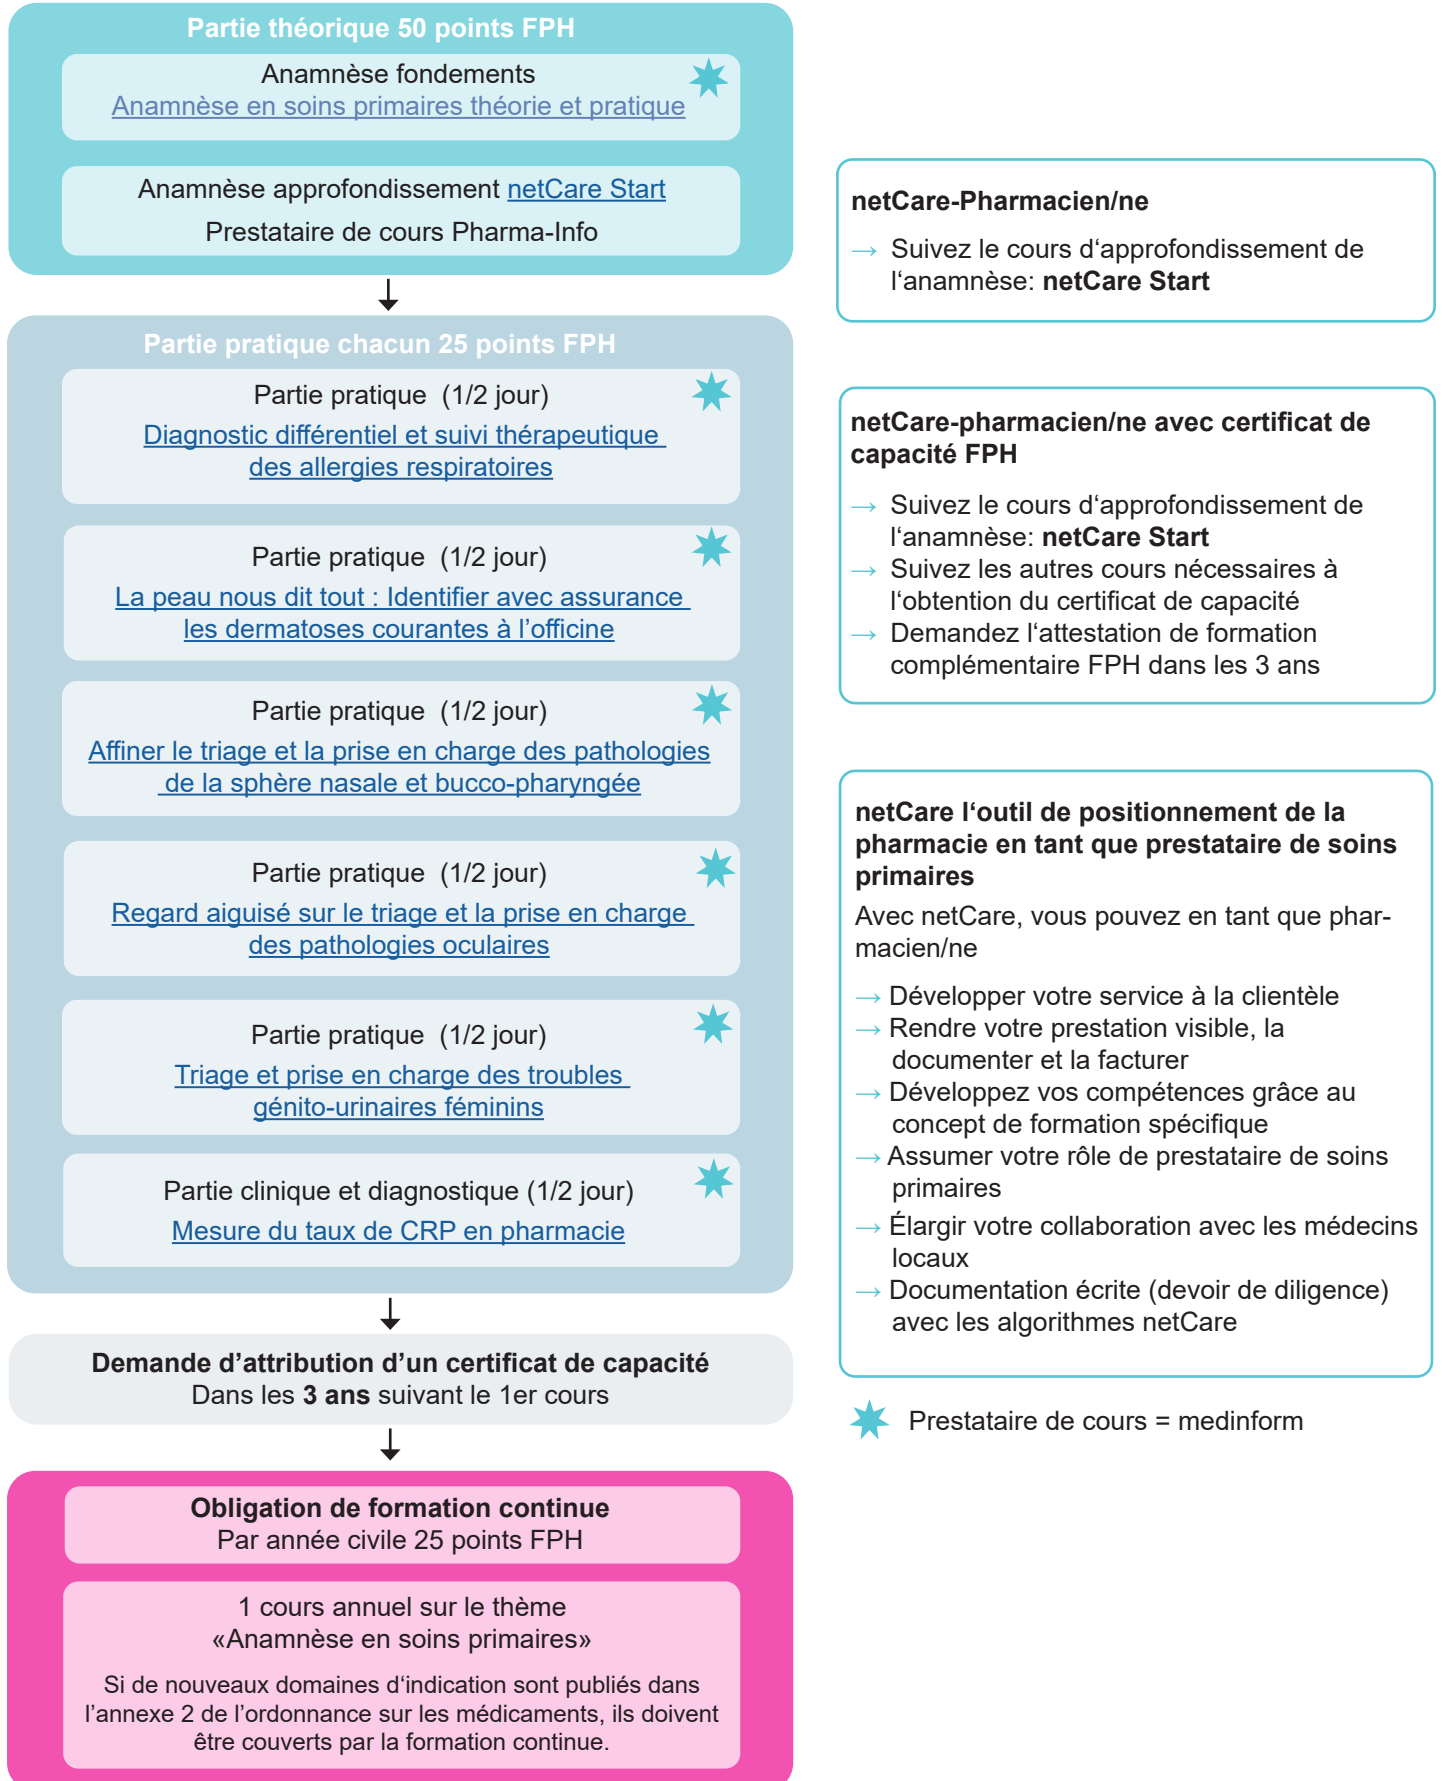 Partie théorique 50 points FPH
Anamnèse fondements
Anamnèse en soins primaires théorie et pratique
Anamnèse approfondissement netCare Start
Prestataire de cours Pharma-Info
Partie pratique chacun 25 points FPH
Partie pratique (1/2 jour)
Diagnostic différentiel et suivi thérapeutique
des allergies respiratoires
Partie pratique (1/2 jour)
La peau nous dit tout : Identifier avec assurance
les dermatoses courantes à l’officine
Partie pratique (1/2 jour)
Affiner le triage et la prise en charge des pathologies
de la sphère nasale et bucco-pharyngée
Partie pratique (1/2 jour)
Regard aiguisé sur le triage et la prise en charge
des pathologies oculaires
Partie pratique (1/2 jour)
Triage et prise en charge des troubles
génito-urinaires féminins
Partie clinique et diagnostique (1/2 jour)
Mesure du taux de CRP en pharmacie
Demande d’attribution d’un certificat de capacité
Dans les 3 ans suivant le 1er cours
Obligation de formation continue
Par année civile 25 points FPH
1 cours annuel sur le thème
«Anamnèse en soins primaires»
Si de nouveaux domaines d‘indication sont publiés dans
l’annexe 2 de l’ordonnance sur les médicaments, ils doivent
être couverts par la formation continue.
netCare-Pharmacien/ne
→ Suivez le cours d‘approfondissement de
l‘anamnèse: netCare Start
netCare-pharmacien/ne avec certificat de
capacité FPH
→ Suivez le cours d‘approfondissement de
l‘anamnèse: netCare Start
→ Suivez les autres cours nécessaires à
l‘obtention du certificat de capacité
→ Demandez l‘attestation de formation
complémentaire FPH dans les 3 ans
netCare l‘outil de positionnement de la
pharmacie en tant que prestataire de soins
primaires
Avec netCare, vous pouvez en tant que phar-
macien/ne
→ Développer votre service à la clientèle
→ Rendre votre prestation visible, la
documenter et la facturer
→ Développez vos compétences grâce au
concept de formation spécifique
→ Assumer votre rôle de prestataire de soins
primaires
→ Élargir votre collaboration avec les médecins
locaux
→ Documentation écrite (devoir de diligence)
avec les algorithmes netCare
Prestataire de cours = medinform